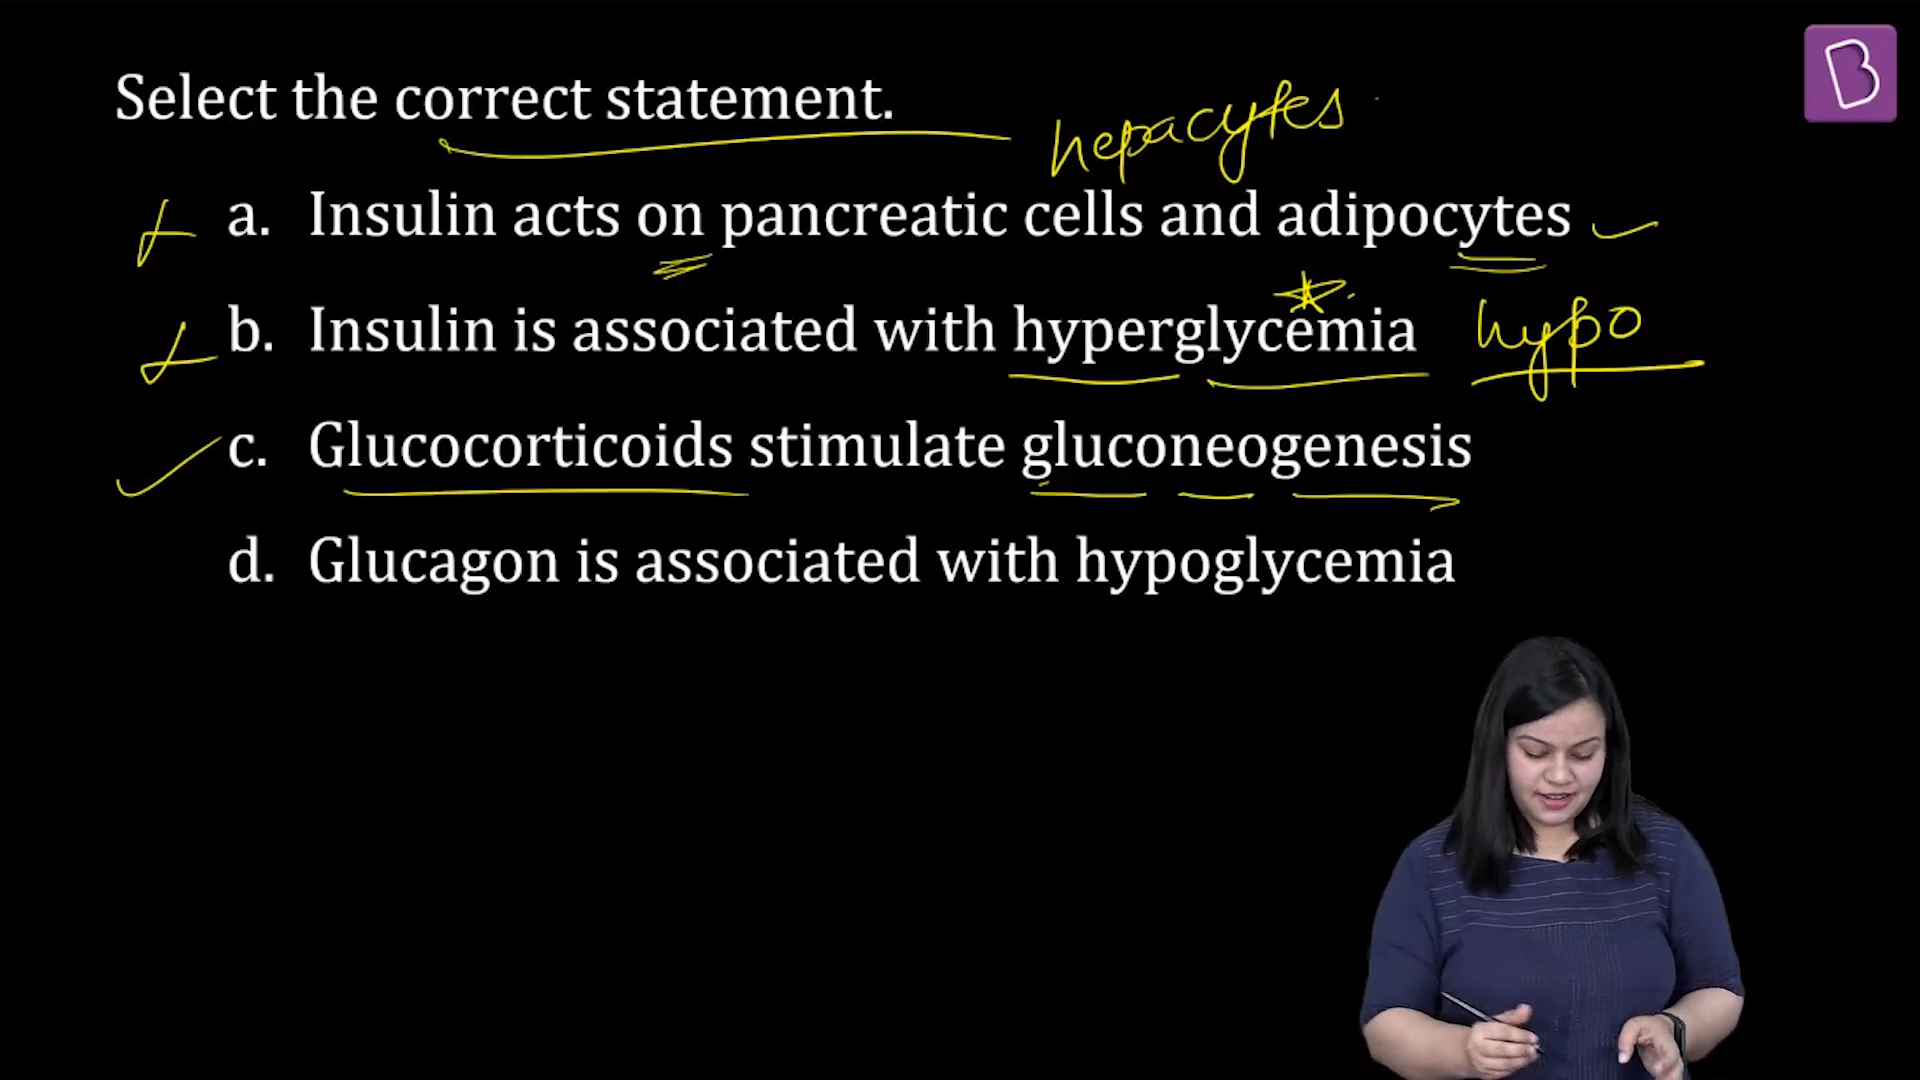 Select the correct statement.
hepacytes
a. Insulin acts on pancreatic cells and adipocytes
b. Insulin is associated with hyperglycemia hypo
c. Glucocorticoids stimulate gluconeogenesis
d. Glucagon is associated with hypoglycemia
B